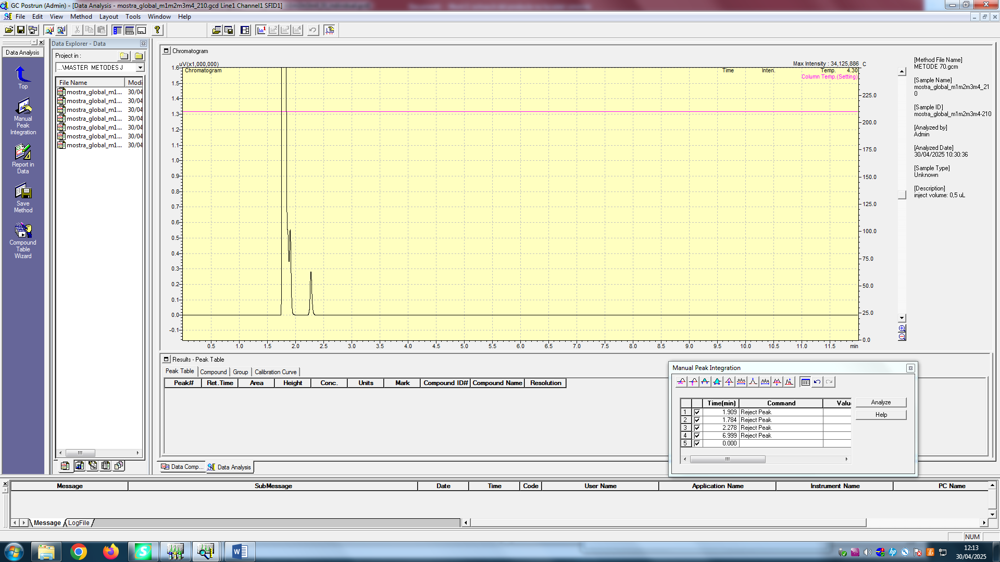 GC Postrun (Admin) - [Data Analysis - mostra_global_m1m2m3m4_210.gcd Line1 Channel1 SFID1]
File Edit View Method Layout Tools Window Help
Data Analysis
Top
Manual
Peak
Integration
Report in
Data
Save
Method
Compound
Table
Wizard
Data Explorer - Data
Project in :
...\MASTER METODES J
File Name Modi
mostra_global_m1... 30/04
mostra_global_m1... 30/04
mostra_global_m1... 30/04
mostra_global_m1... 30/04
mostra_global_m1... 30/04
mostra_global_m1... 30/04
mostra_global_m1... 30/04
Chromatogram
uV(x1,000,000) Max Intensity : 34,125,886 C
Chromatogram Time Inten. Temp. 4.30
Column Temp.(Setting)
1.6
1.5
1.4
1.3
1.2
1.1
1.0
0.9
0.8
0.7
0.6
0.5
0.4
0.3
0.2
0.1
0.0
-0.1
225.0
200.0
175.0
150.0
125.0
100.0
75.0
50.0
25.0
0.0
0.5 1.0 1.5 2.0 2.5 3.0 3.5 4.0 4.5 5.0 5.5 6.0 6.5 7.0 7.5 8.0 8.5 9.0 9.5 10.0 10.5 11.0 11.5 min
[Method File Name]
METODE 70.gcm
[Sample Name]
mostra_global_m1m2m3m4_21
0
[Sample ID]
mostra_global_m1m2m3m4-210
[Analyzed by]
Admin
[Analyzed Date]
30/04/2025 10:30:36
[Sample Type]
Unknown
[Description]
inject volume: 0,5 uL
Results - Peak Table
Peak Table Compound Group Calibration Curve
Peak# Ret.Time Area Height Conc. Units Mark Compound ID# Compound Name Resolution
Manual Peak Integration
Time(min) Command Valu
1 1.909 Reject Peak
2 1.784 Reject Peak
3 2.278 Reject Peak
4 6.999 Reject Peak
5 0.000
Analyze
Help
Data Comp... Data Analysis
Message SubMessage Date Time Code User Name Application Name Instrument Name PC Name
Message LogFile
NUM
12:13
30/04/2025